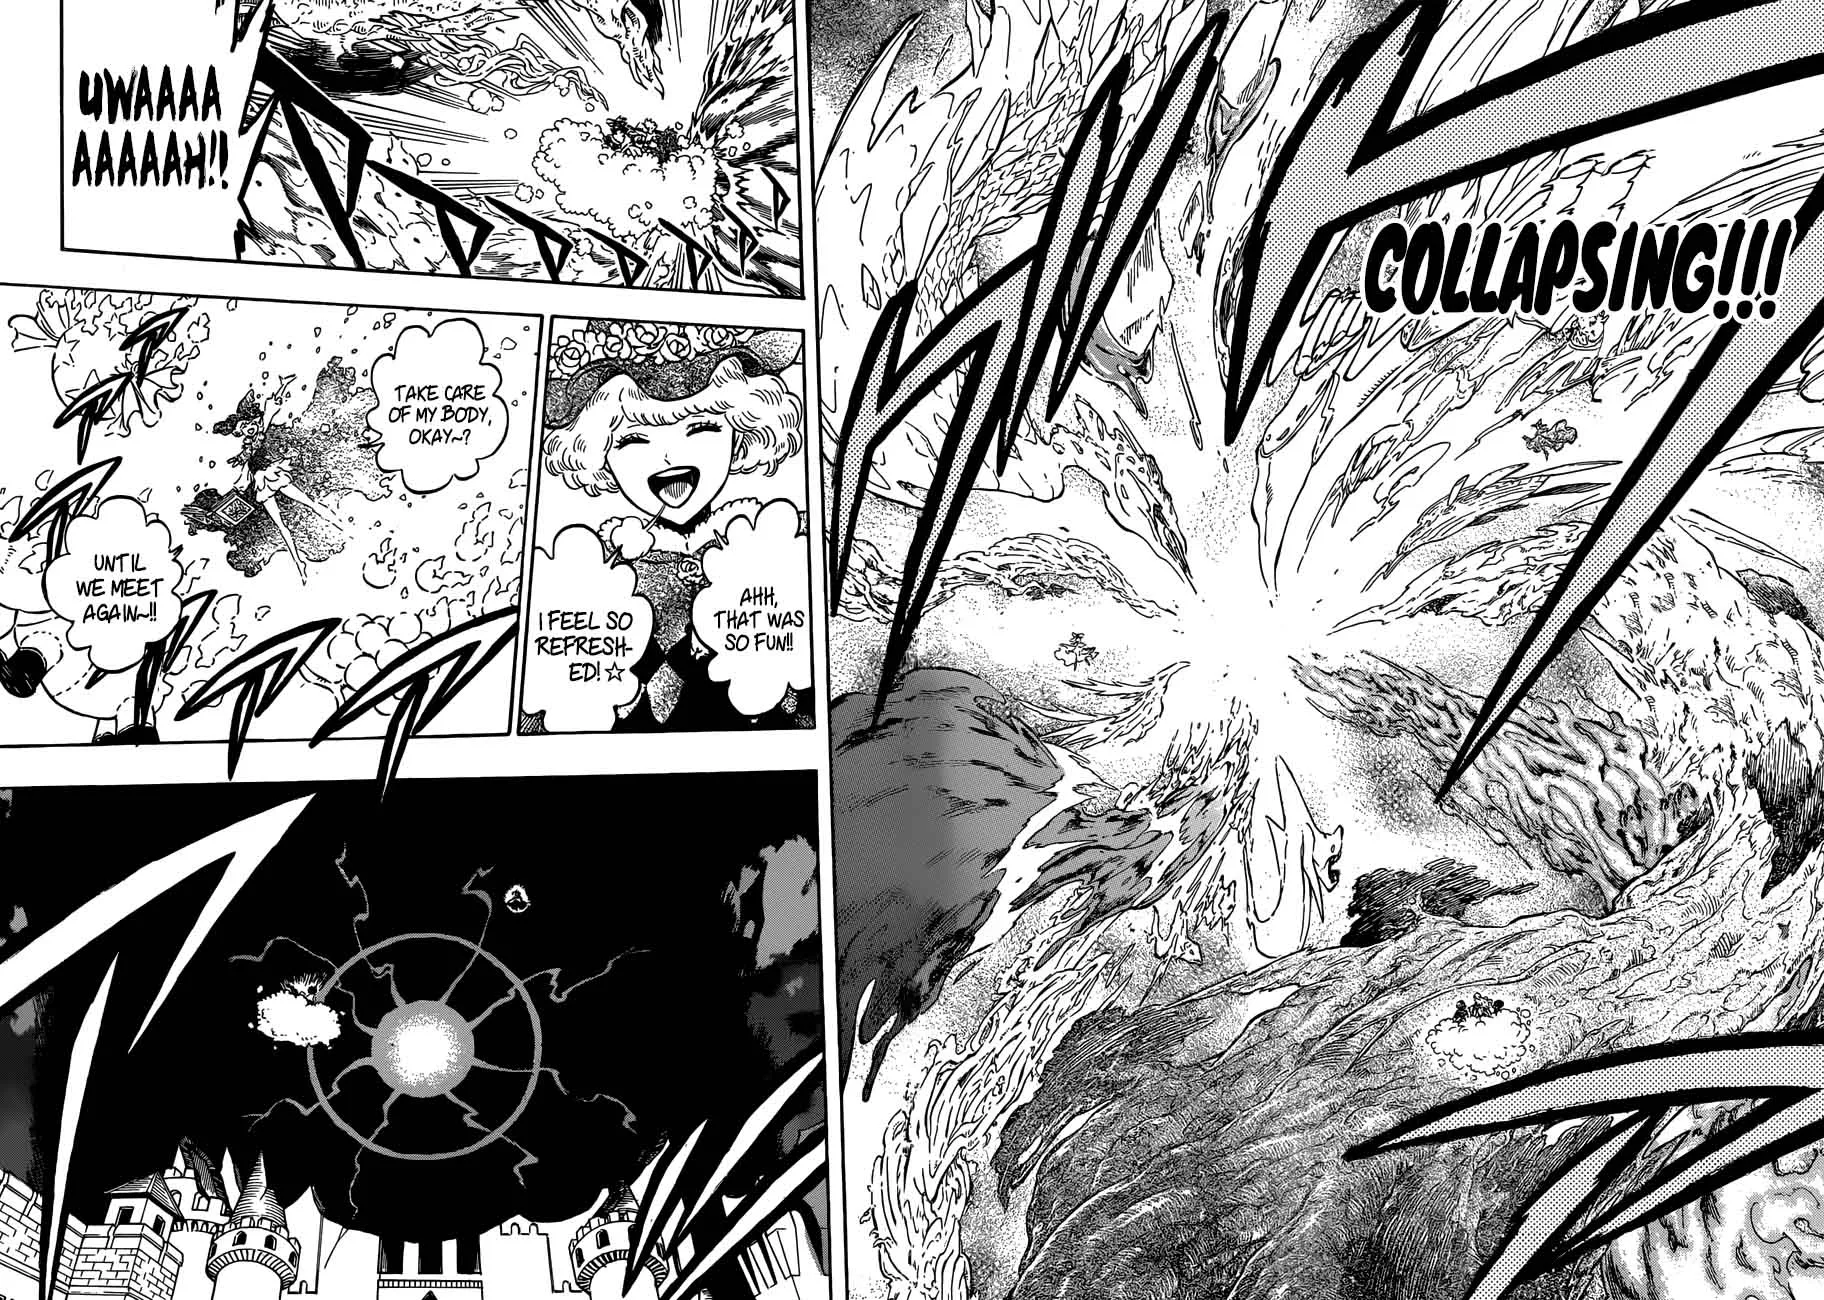 COLLAPSING!!!
UWAAAA
AAAAAH!!
AHH,
THAT WAS
SO FUN!!
I FEEL SO
REFRESH-
ED! ☆
TAKE CARE
OF MY BODY,
OKAY~?
UNTIL
WE MEET
AGAIN~!!